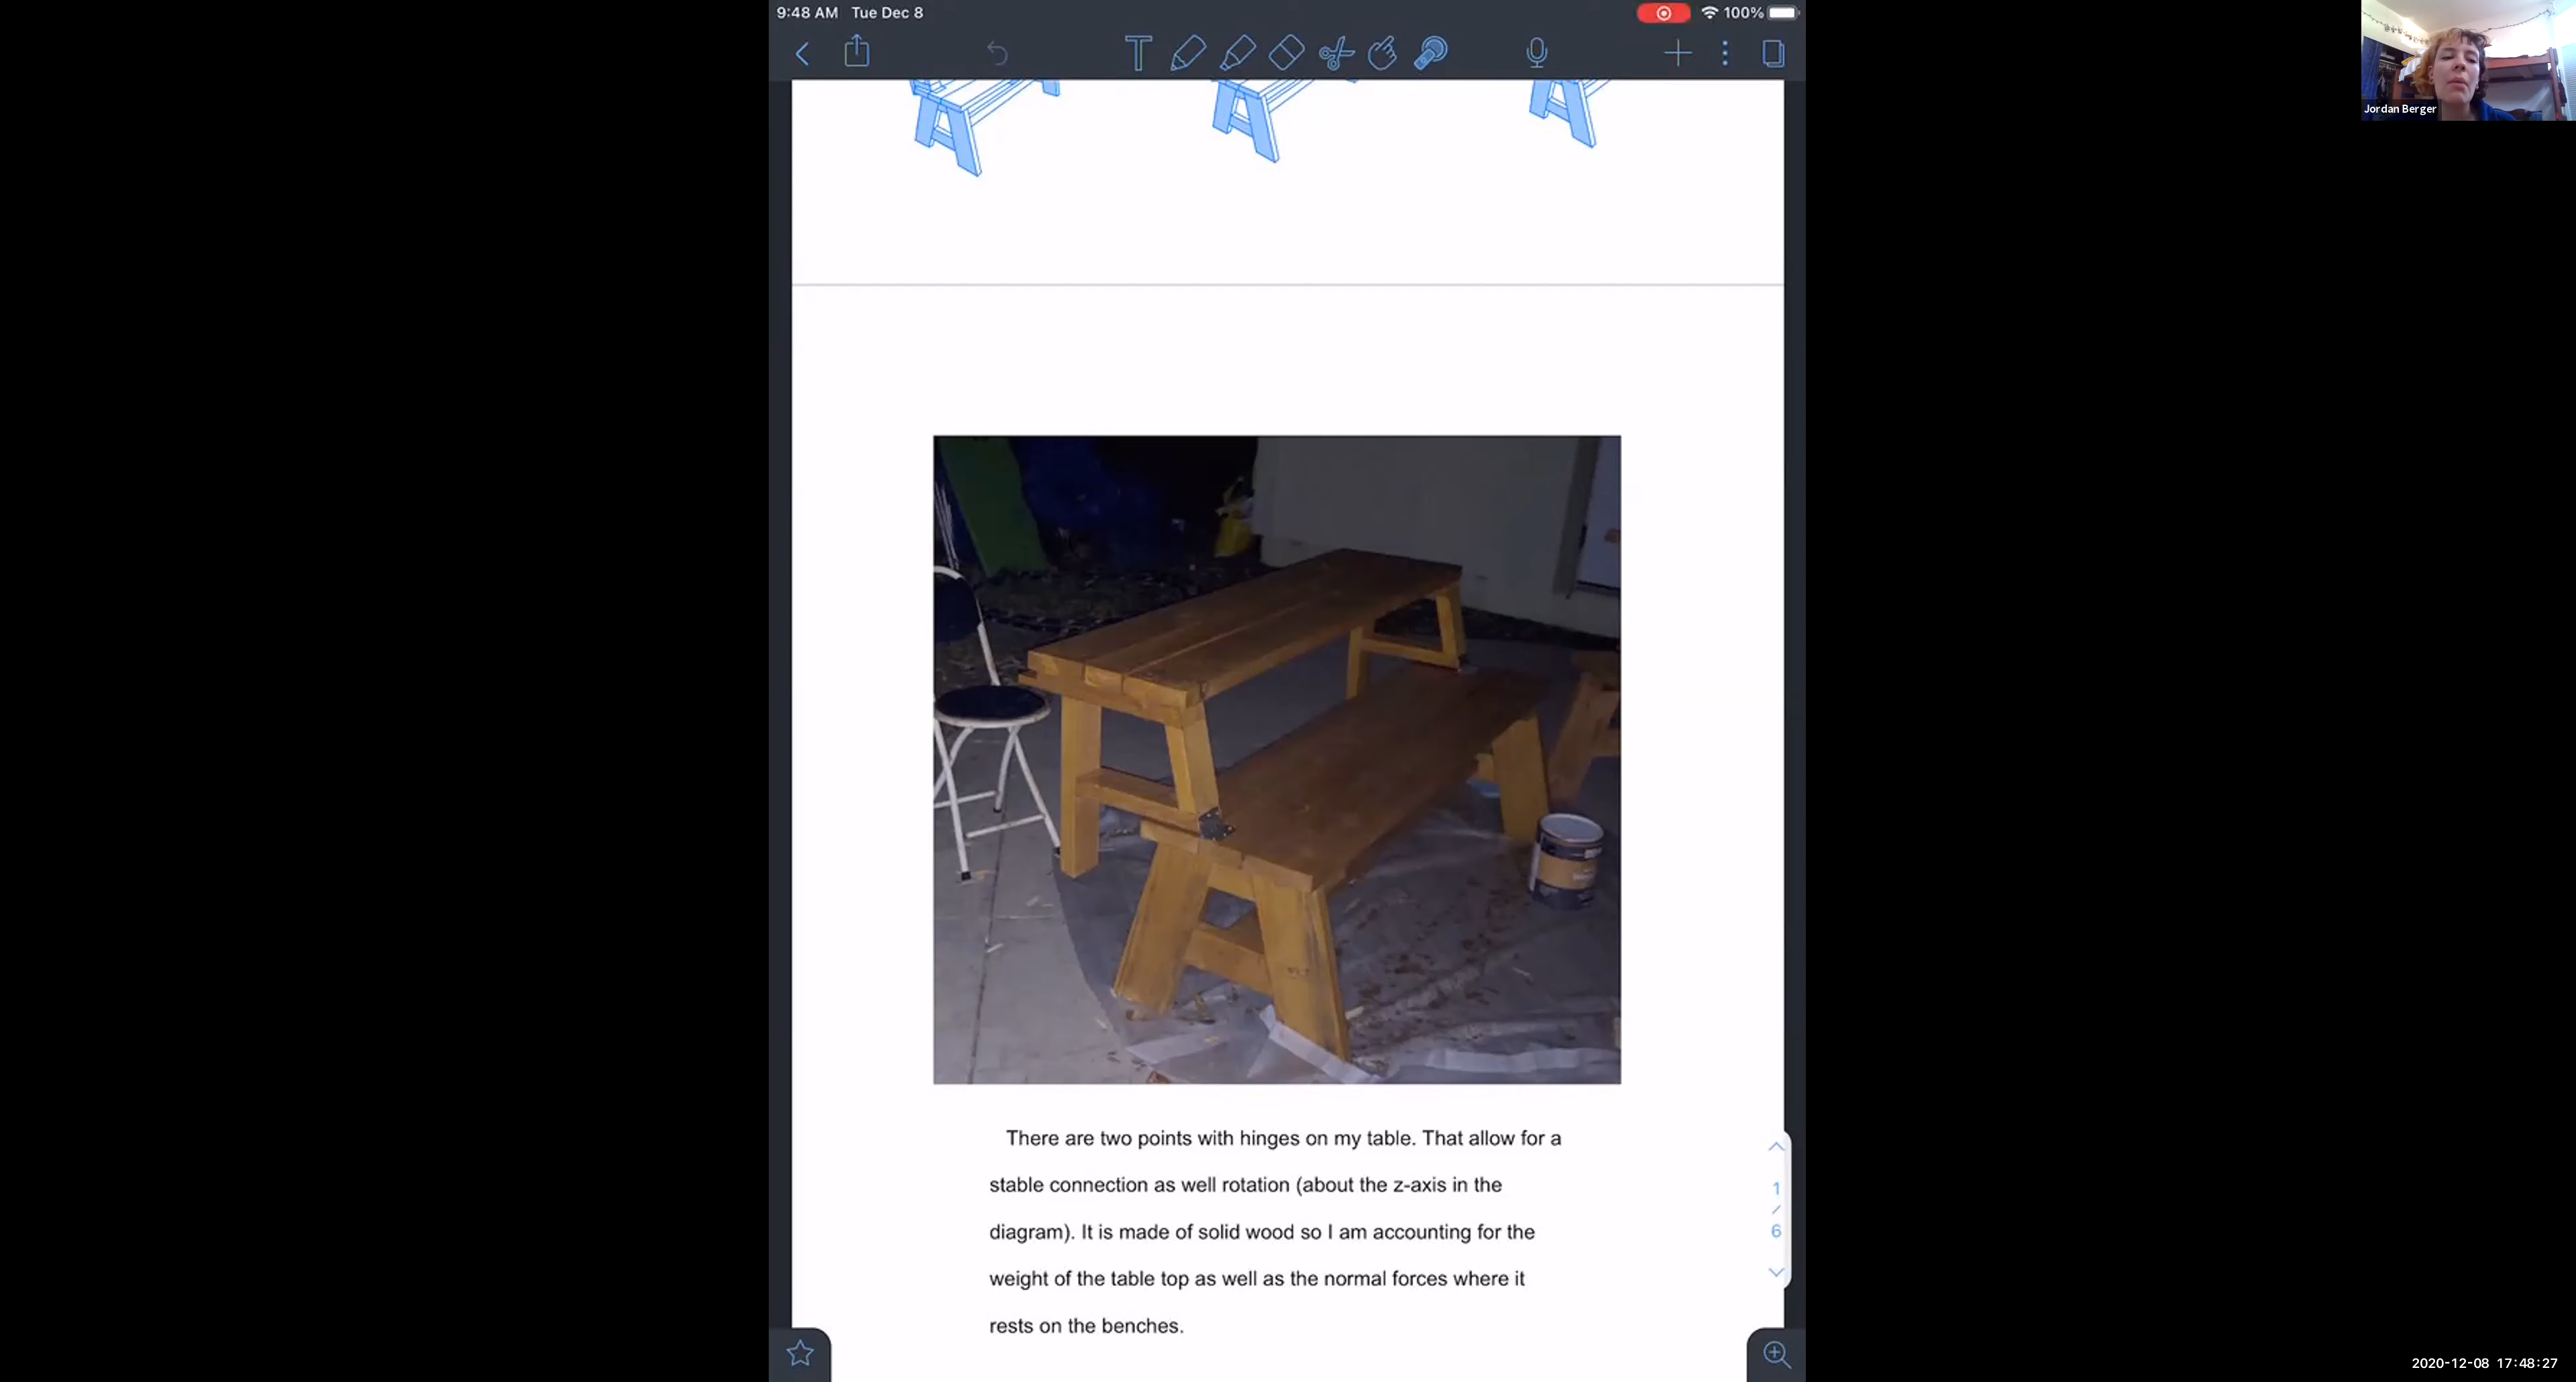 9:48 AM Tue Dec 8
100%
Jordan Berger
There are two points with hinges on my table. That allow for a
stable connection as well rotation (about the z-axis in the
diagram). It is made of solid wood so I am accounting for the
weight of the table top as well as the normal forces where it
rests on the benches.
1
/
6
2020-12-08 17:48:27